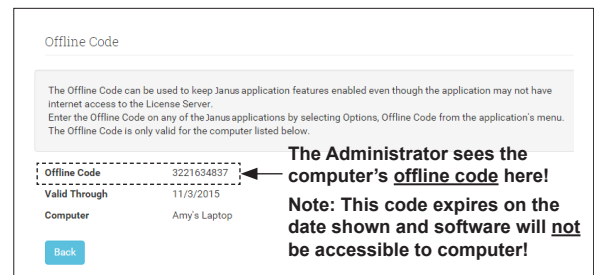 Offline Code
The Offline Code can be used to keep Janus application features enabled even though the application may not have
internet access to the License Server.
Enter the Offline Code on any of the Janus applications by selecting Options, Offline Code from the application's menu.
The Offline Code is only valid for the computer listed below.
Offline Code 3221634837
Valid Through 11/3/2015
Computer Amy's Laptop
Back
The Administrator sees the
computer's offline code here!
Note: This code expires on the
date shown and software will not
be accessible to computer!